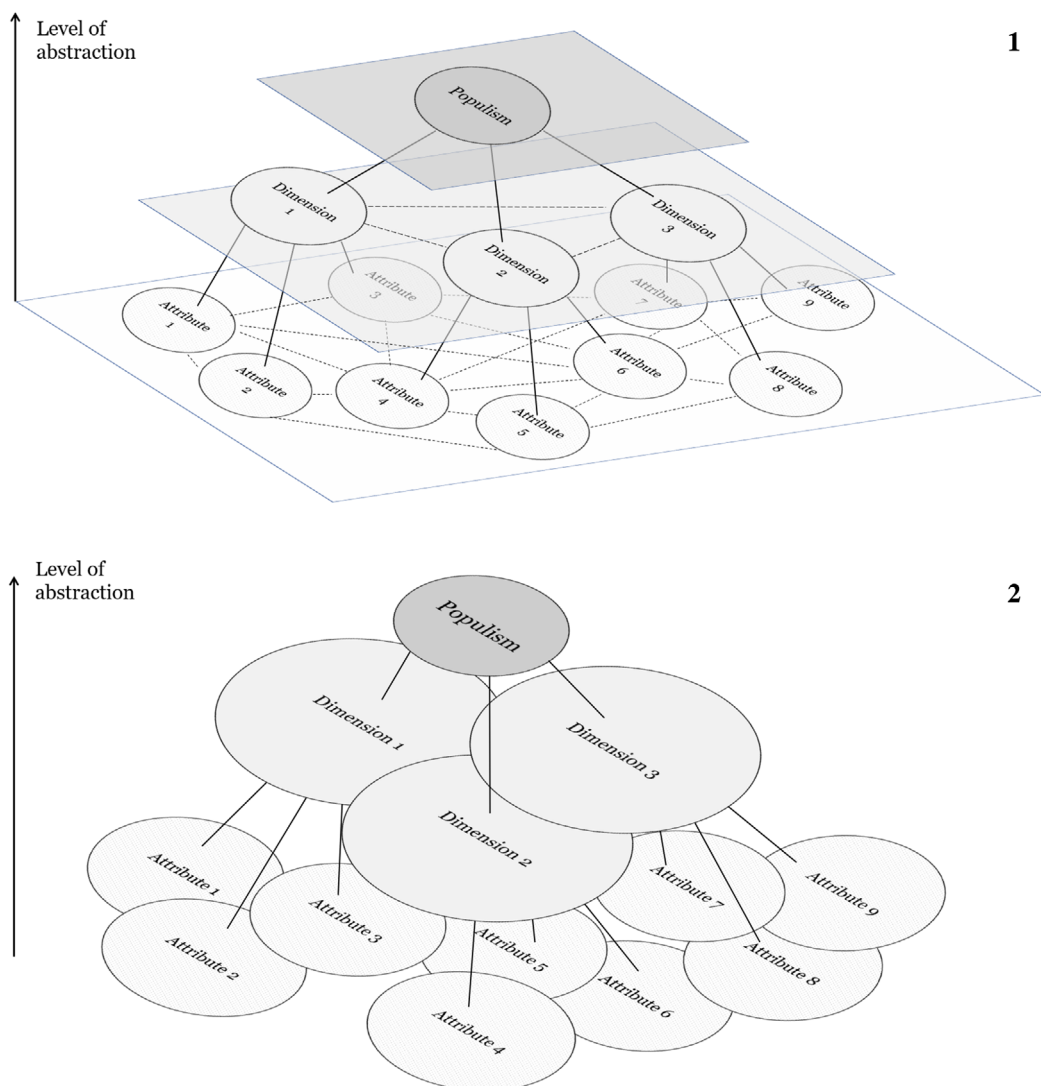 Level of
abstraction
1
Populism
Dimension
1
Dimension
3
Dimension
2
Attribute
3
Attribute
7
Attribute
9
Attribute
1
Attribute
2
Attribute
4
Attribute
6
Attribute
8
Attribute
5
Level of
abstraction
2
Populism
Dimension 1
Dimension 3
Dimension 2
Attribute 1
Attribute 7
Attribute 9
Attribute 3
Attribute 2
Attribute 5
Attribute 8
Attribute 6
Attribute 4